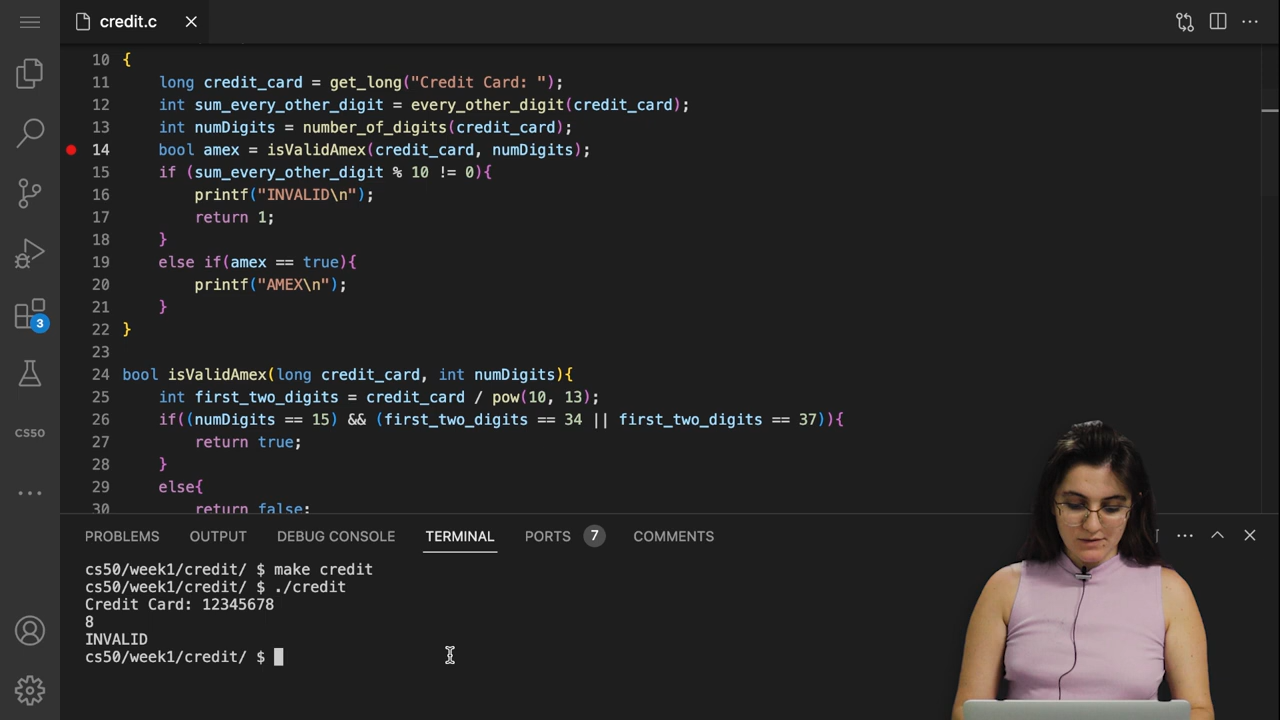 credit.c
10 {
11 long credit_card = get_long("Credit Card: ");
12 int sum_every_other_digit = every_other_digit(credit_card);
13 int numDigits = number_of_digits(credit_card);
14 bool amex = isValidAmex(credit_card, numDigits);
15 if (sum_every_other_digit % 10 != 0){
16 printf("INVALID\n");
17 return 1;
18 }
19 else if(amex == true){
20 printf("AMEX\n");
21 }
22 }
23
24 bool isValidAmex(long credit_card, int numDigits){
25 int first_two_digits = credit_card / pow(10, 13);
26 if((numDigits == 15) && (first_two_digits == 34 || first_two_digits == 37)){
27 return true;
28 }
29 else{
30 return false;
3
CS50
PROBLEMS OUTPUT DEBUG CONSOLE TERMINAL PORTS 7 COMMENTS
cs50/week1/credit/ $ make credit
cs50/week1/credit/ $ ./credit
Credit Card: 12345678
8
INVALID
cs50/week1/credit/ $